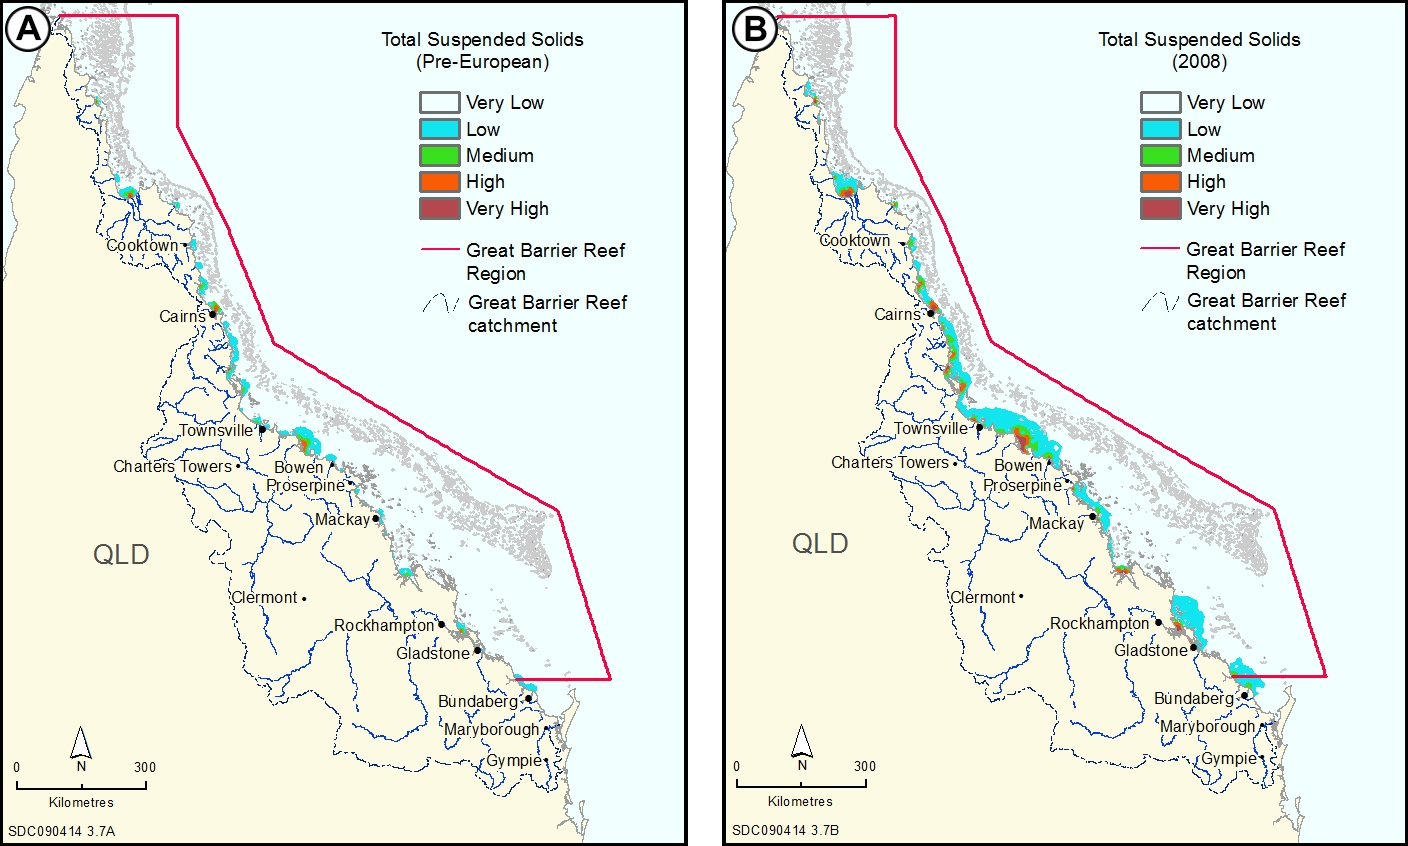 A
Total Suspended Solids
(Pre-European)
Very Low
Low
Medium
High
Very High
Great Barrier Reef
Region
Great Barrier Reef
catchment
Cooktown
Cairns
Townsville
Charters Towers
Bowen
Proserpine
Mackay
QLD
Clermont
Rockhampton
Gladstone
Bundaberg
Maryborough
Gympie
0 N 300
Kilometres
SDC090414 3.7A
B
Total Suspended Solids
(2008)
Very Low
Low
Medium
High
Very High
Great Barrier Reef
Region
Great Barrier Reef
catchment
Cooktown
Cairns
Townsville
Charters Towers
Bowen
Proserpine
Mackay
QLD
Clermont
Rockhampton
Gladstone
Bundaberg
Maryborough
Gympie
0 N 300
Kilometres
SDC090414 3.7B